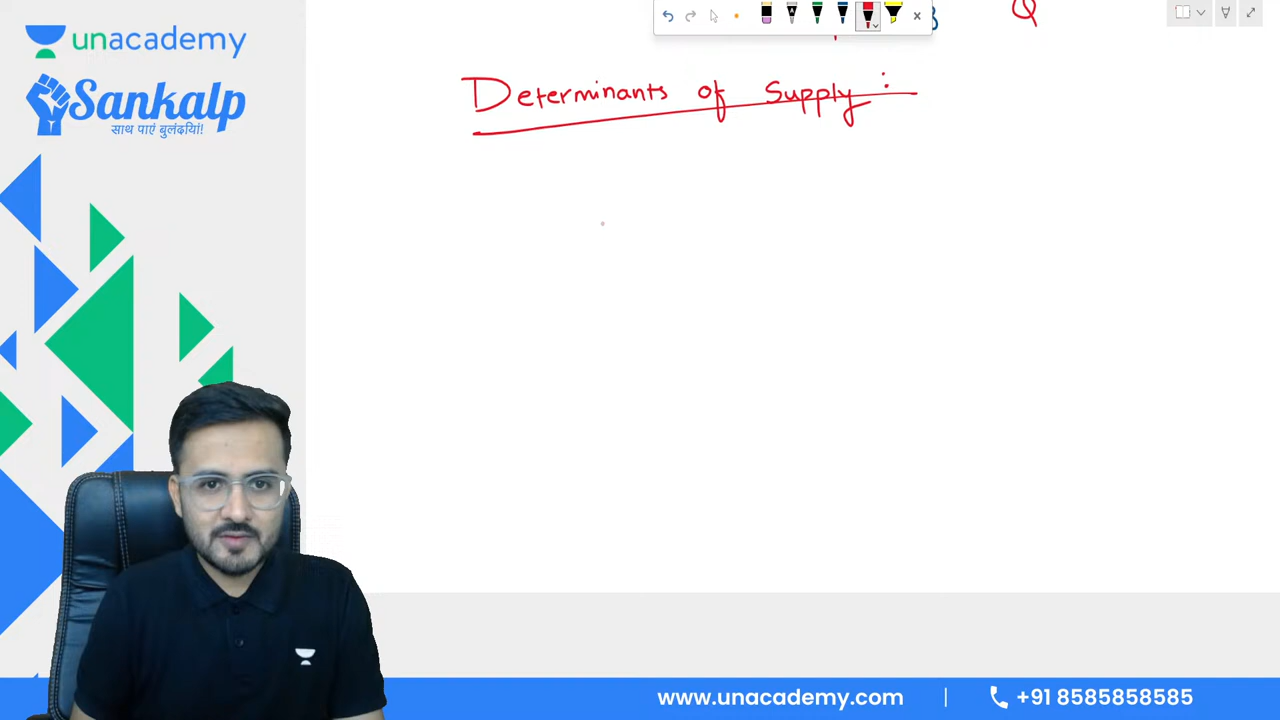 Q
unacademy
Determinants of Supply :
Sankalp
साथ पाएं बुलंदियां!
www.unacademy.com | +91 8585858585